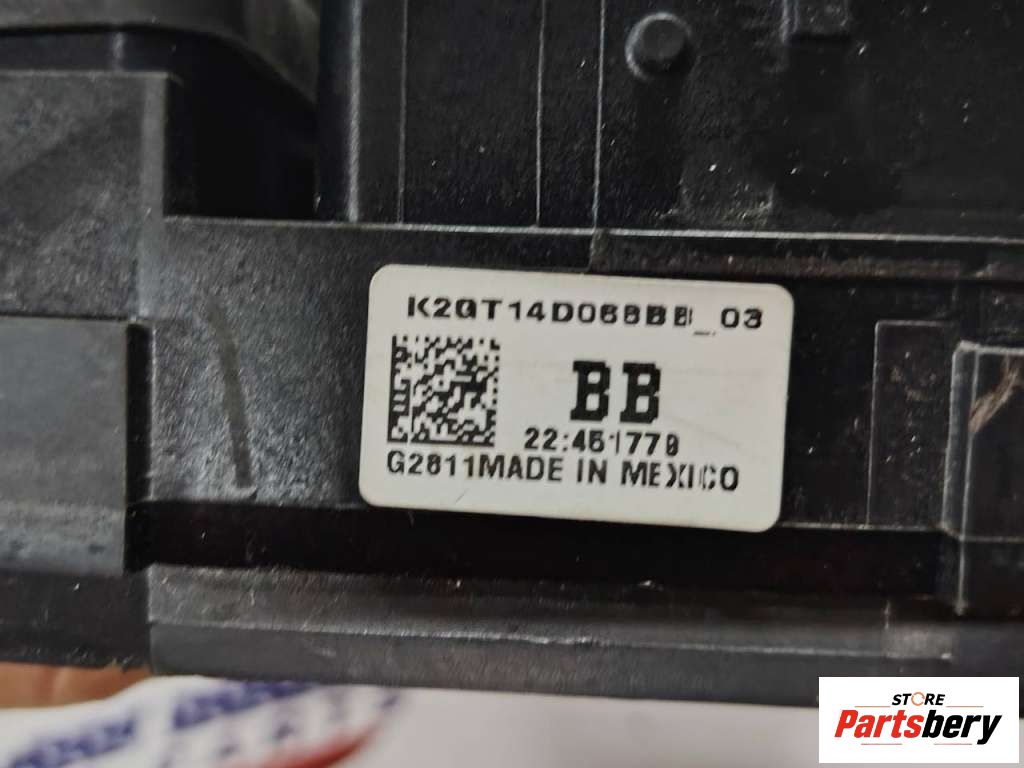 K2GT14D068BB_03
BB
22:451779
G2811MADE IN MEXICO
STORE
Partsbery